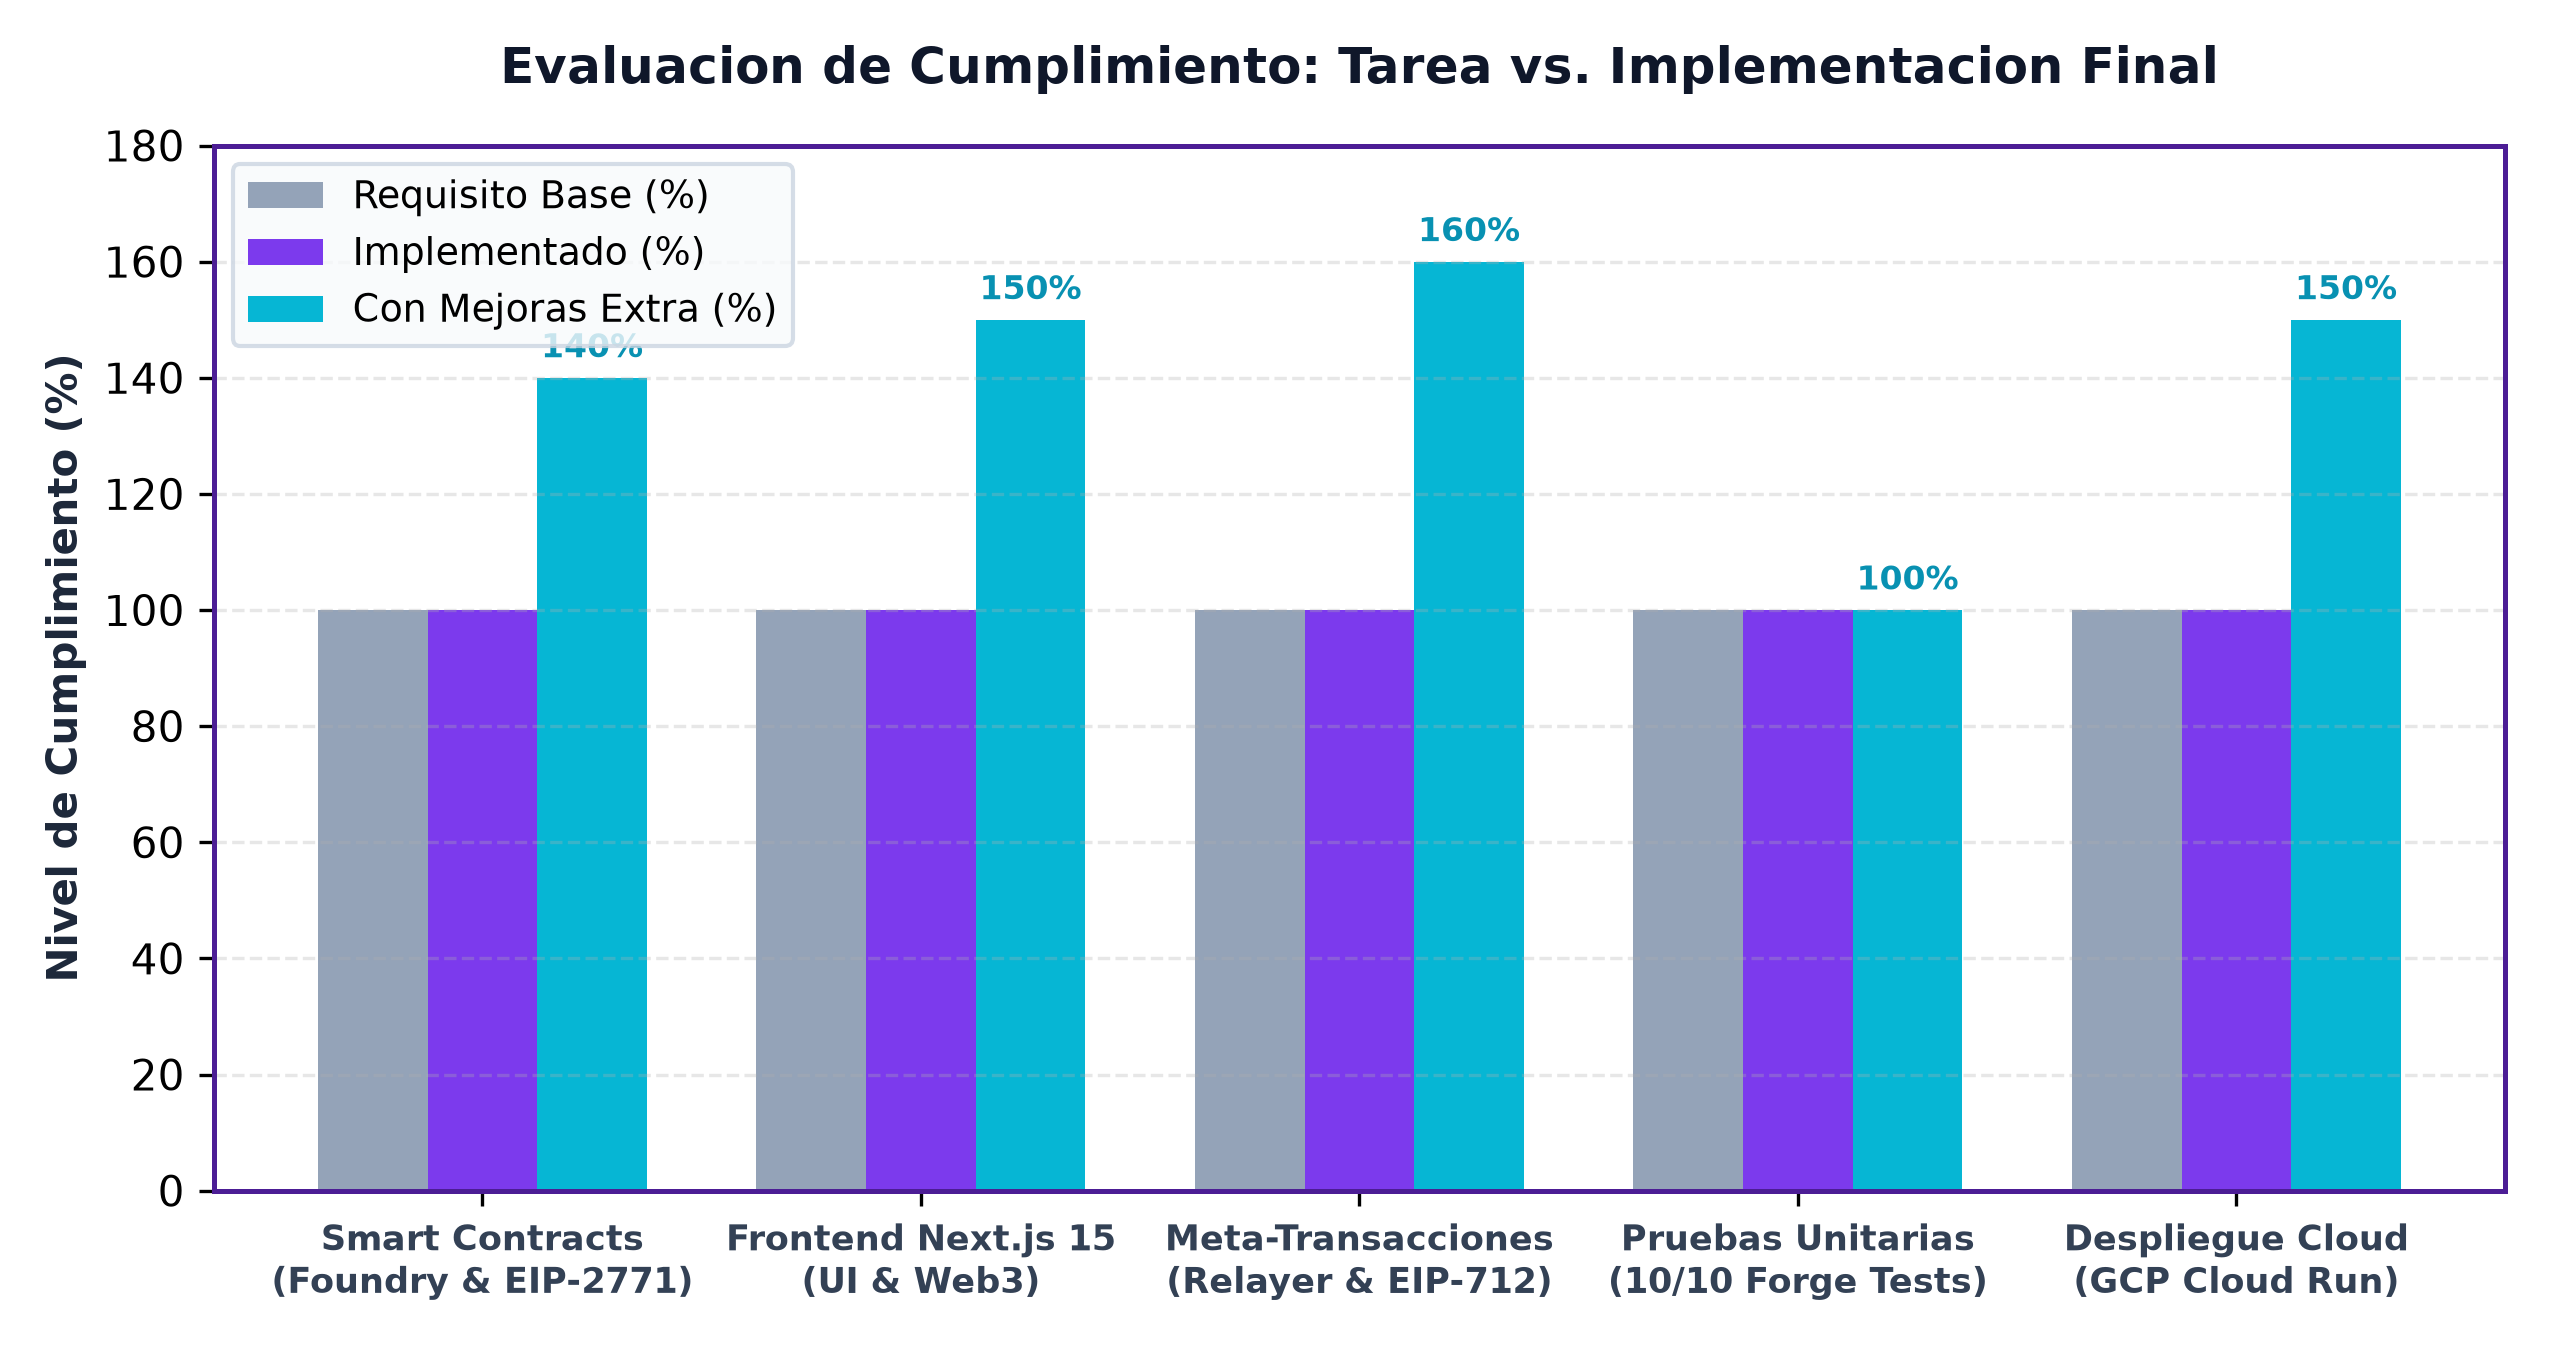 Evaluacion de Cumplimiento: Tarea vs. Implementacion Final
Nivel de Cumplimiento (%)
180
160
140
120
100
80
60
40
20
0
Requisito Base (%)
Implementado (%)
Con Mejoras Extra (%)
140%
150%
160%
100%
150%
Smart Contracts
(Foundry & EIP-2771)
Frontend Next.js 15
(UI & Web3)
Meta-Transacciones
(Relayer & EIP-712)
Pruebas Unitarias
(10/10 Forge Tests)
Despliegue Cloud
(GCP Cloud Run)